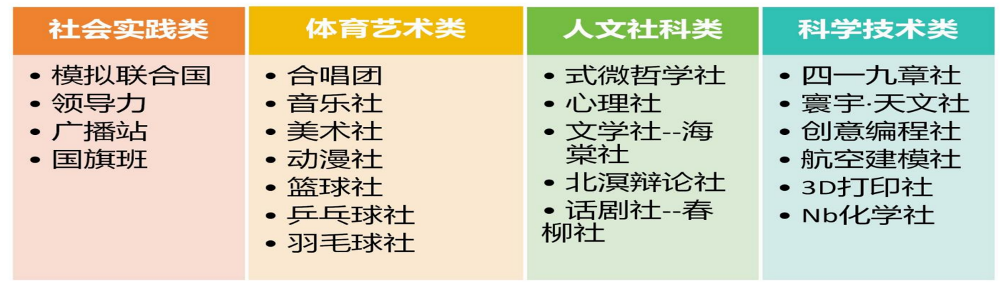 社会实践类
• 模拟联合国
• 领导力
• 广播站
• 国旗班
体育艺术类
• 合唱团
• 音乐社
• 美术社
• 动漫社
• 篮球社
• 乒乓球社
• 羽毛球社
人文社科类
• 式微哲学社
• 心理社
• 文学社--海
棠社
• 北溟辩论社
• 话剧社--春
柳社
科学技术类
• 四一九章社
• 寰宇·天文社
• 创意编程社
• 航空建模社
• 3D打印社
• Nb化学社